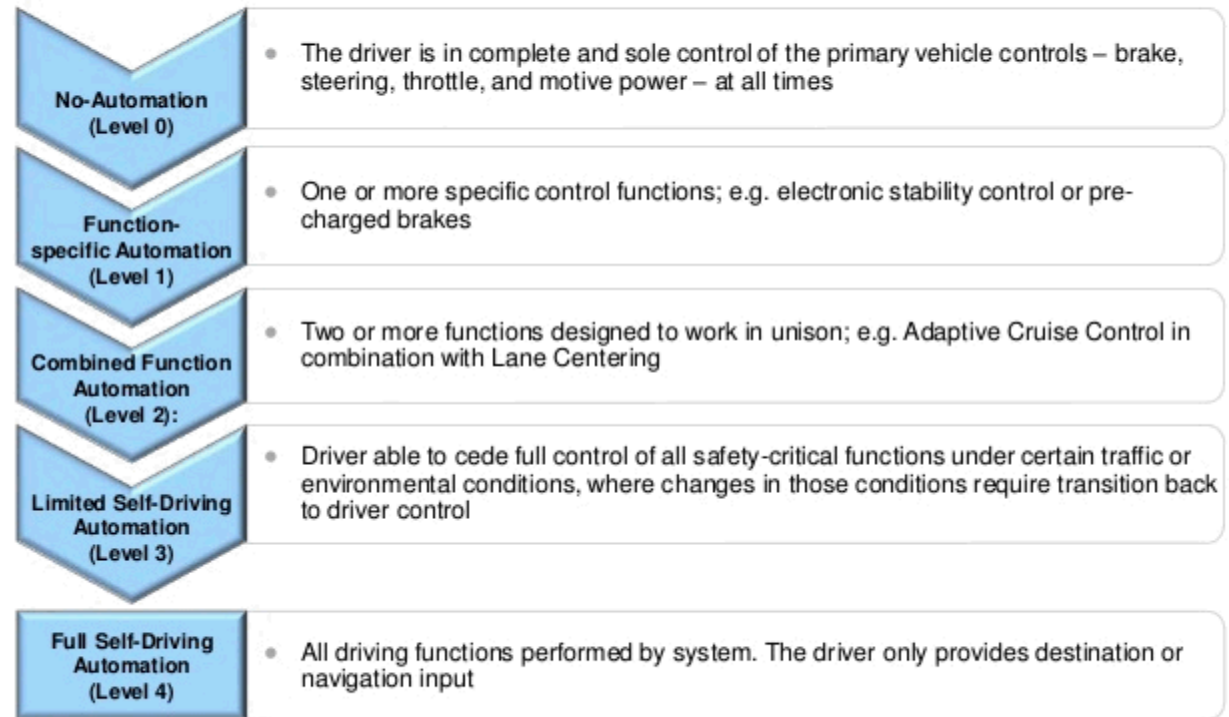 No-Automation
(Level 0)
• The driver is in complete and sole control of the primary vehicle controls – brake,
steering, throttle, and motive power – at all times
Function-
specific Automation
(Level 1)
• One or more specific control functions; e.g. electronic stability control or pre-
charged brakes
Combined Function
Automation
(Level 2):
• Two or more functions designed to work in unison; e.g. Adaptive Cruise Control in
combination with Lane Centering
Limited Self-Driving
Automation
(Level 3)
• Driver able to cede full control of all safety-critical functions under certain traffic or
environmental conditions, where changes in those conditions require transition back
to driver control
Full Self-Driving
Automation
(Level 4)
• All driving functions performed by system. The driver only provides destination or
navigation input